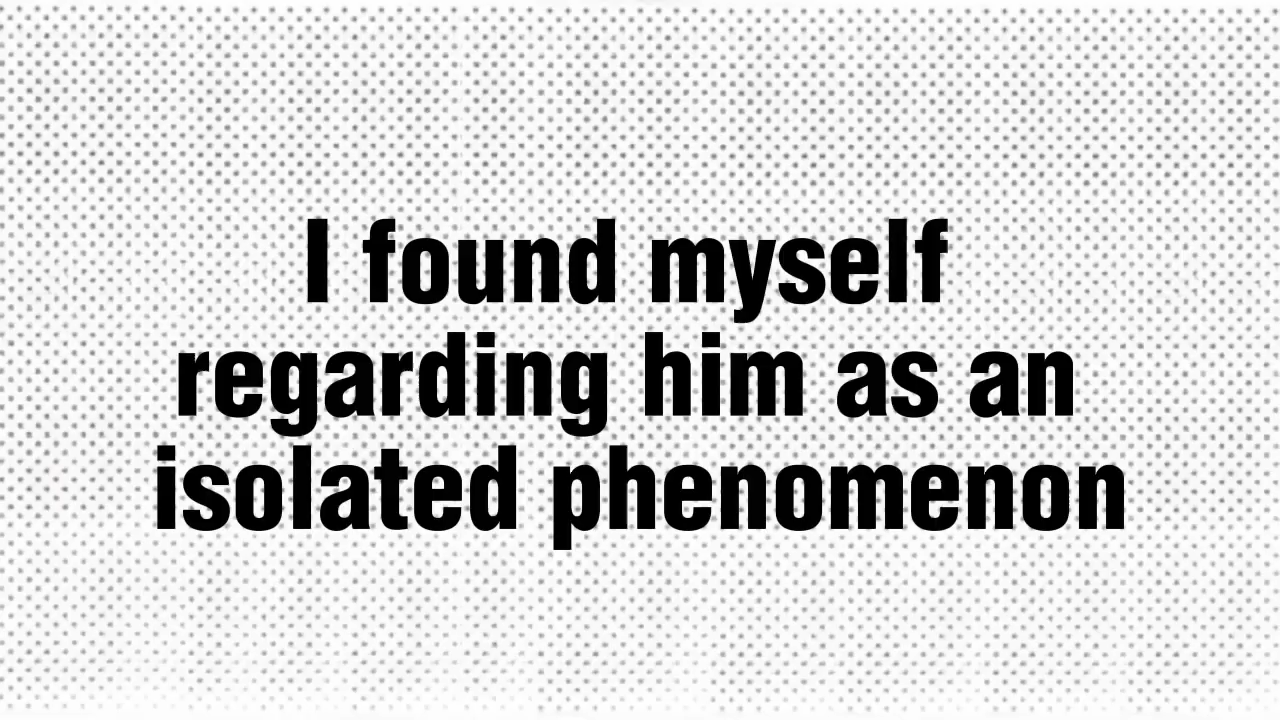 I found myself
regarding him as an
isolated phenomenon